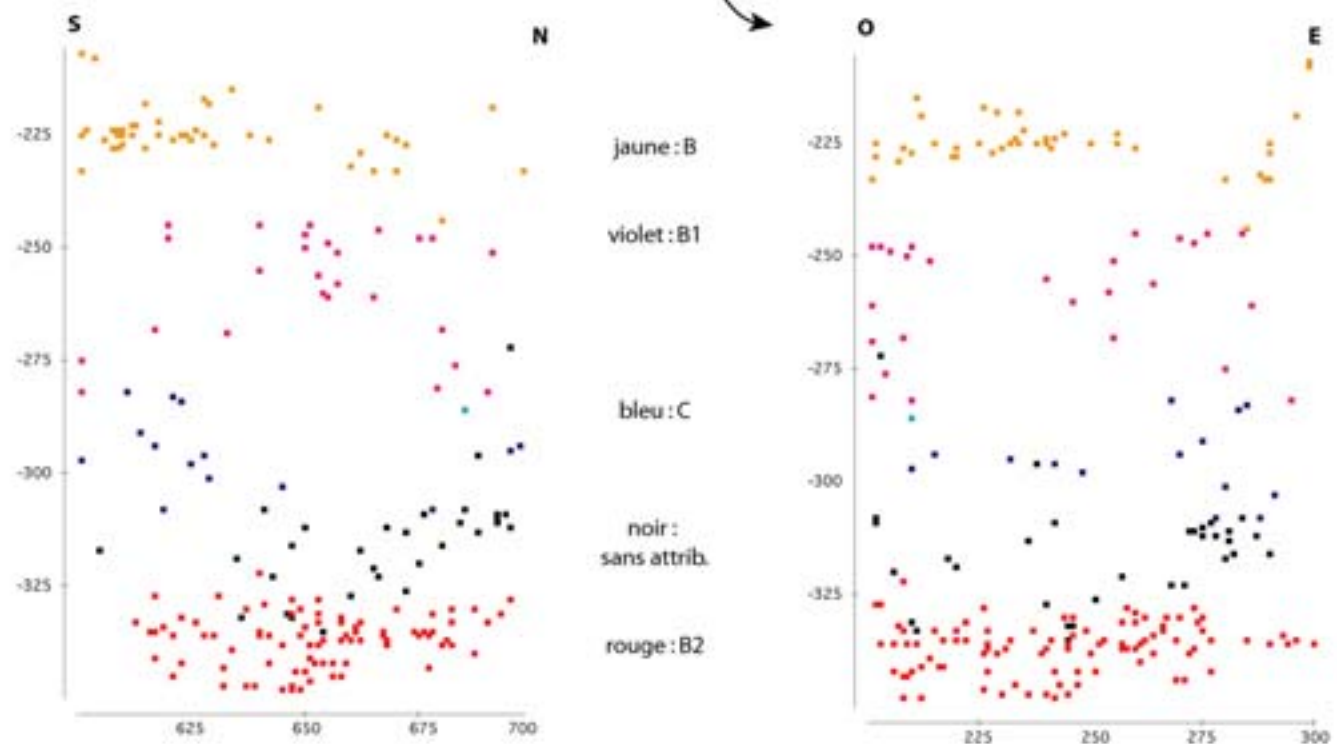 S
N
O
E
-225
-250
-275
-300
-325
625
650
675
700
jaune : B
violet : B1
bleu : C
noir :
sans attrib.
rouge : B2
-225
-250
-275
-300
-325
225
250
275
300